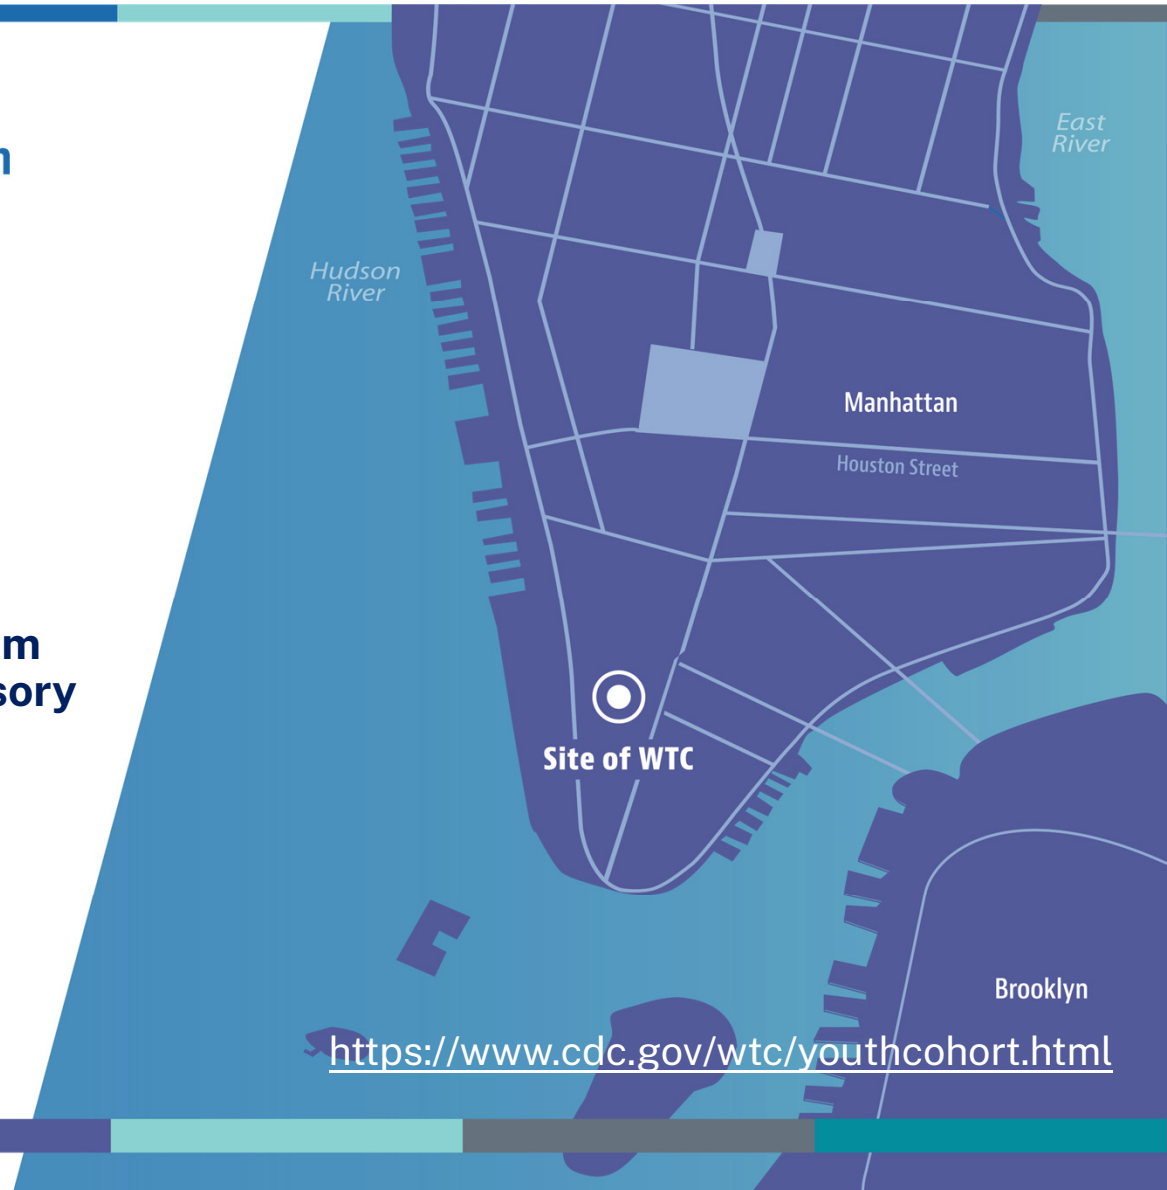 East
River
Hudson
River
Manhattan
Houston Street
Site of WTC
Brooklyn
https://www.cdc.gov/wtc/youthcohort.html